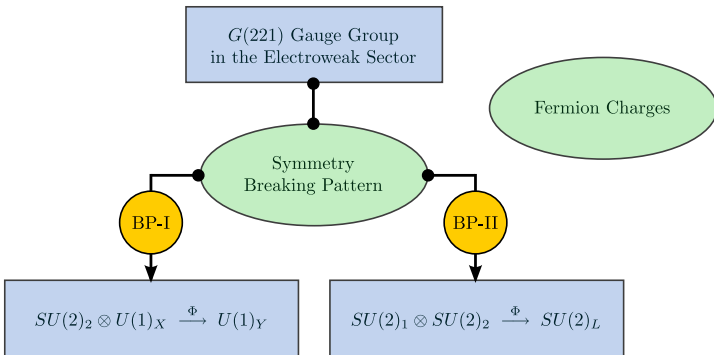 G(221) Gauge Group
in the Electroweak Sector
Fermion Charges
Symmetry
Breaking Pattern
BP-I
BP-II
SU(2)₂ ⊗ U(1)_X —Φ→ U(1)_Y
SU(2)₁ ⊗ SU(2)₂ —Φ→ SU(2)_L